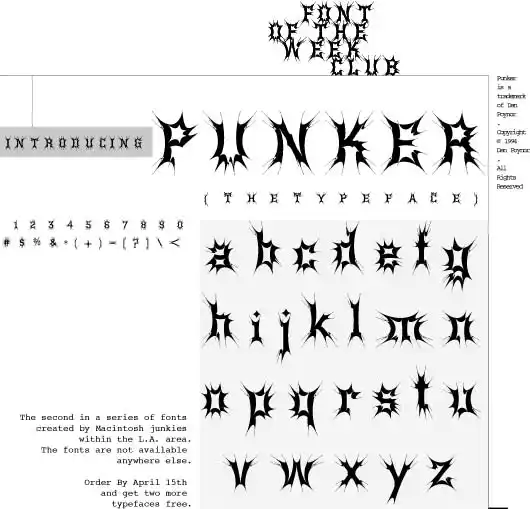 FONT
OF THE
WEEK
CLUB
INTRODUCING
PUNKER
( THETYPEFACE )
Punker
is a
trademark
of Dan
Poynor
-
Copyright
© 1994
Dan Poynor
-
All
Rights
Reserved
1 2 3 4 5 6 7 8 9 0
# $ % & * ( + ) = [ ? ] \ <
a b c d e f g
h i j k l m n
o p q r s t u
v w x y z
The second in a series of fonts
created by Macintosh junkies
within the L.A. area.
The fonts are not available
anywhere else.
Order By April 15th
and get two more
typefaces free.